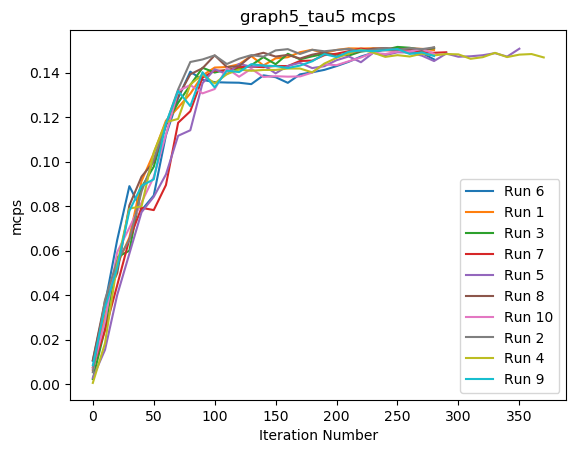 graph5_tau5 mcps
mcps
0.14
0.12
0.10
0.08
0.06
0.04
0.02
0.00
0 50 100 150 200 250 300 350
Iteration Number
Run 6
Run 1
Run 3
Run 7
Run 5
Run 8
Run 10
Run 2
Run 4
Run 9